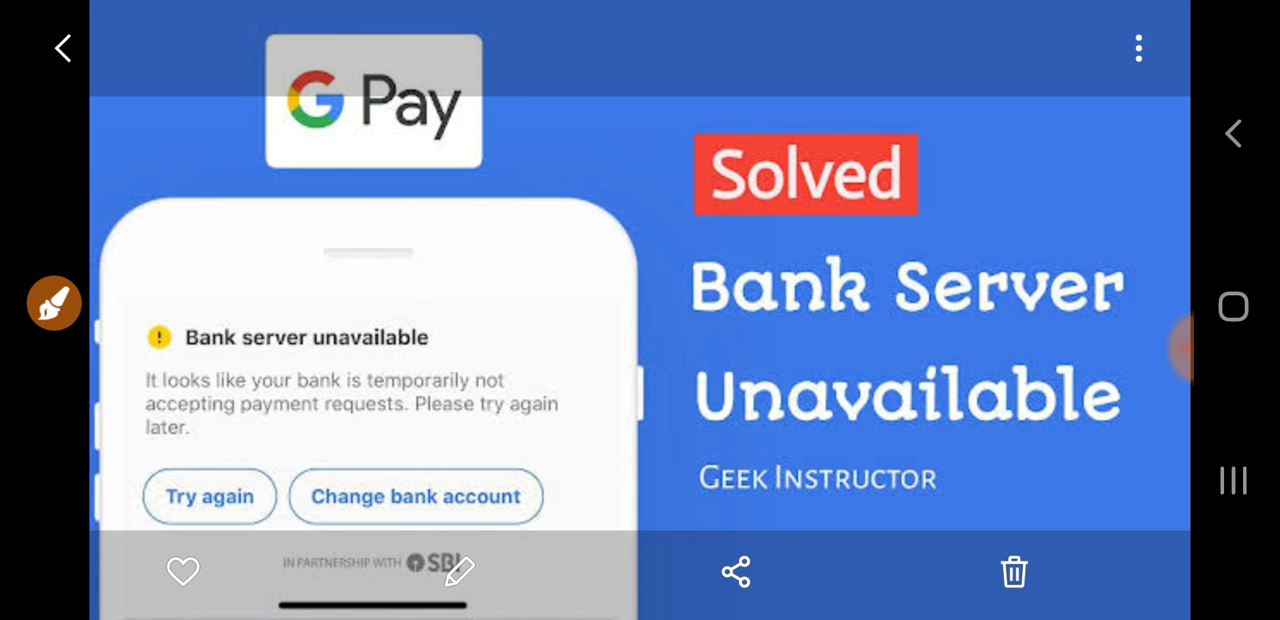 G Pay
Solved
Bank Server
Unavailable
GEEK INSTRUCTOR
! Bank server unavailable
It looks like your bank is temporarily not
accepting payment requests. Please try again
later.
Try again
Change bank account
IN PARTNERSHIP WITH SBI